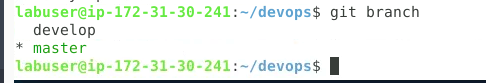 labuser@ip-172-31-30-241:~/devops$ git branch
  develop
* master
labuser@ip-172-31-30-241:~/devops$